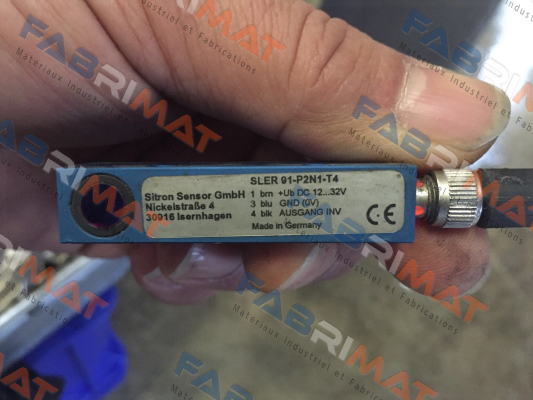 SLER 91-P2N1-T4
Sitron Sensor GmbH
Nickelstraße 4
30916 Isernhagen
1 brn +Ub DC 12...32V
3 blu GND (0V)
4 blk AUSGANG INV
Made in Germany
CE
FABRIMAT
Materiaux Industriel et Fabrications